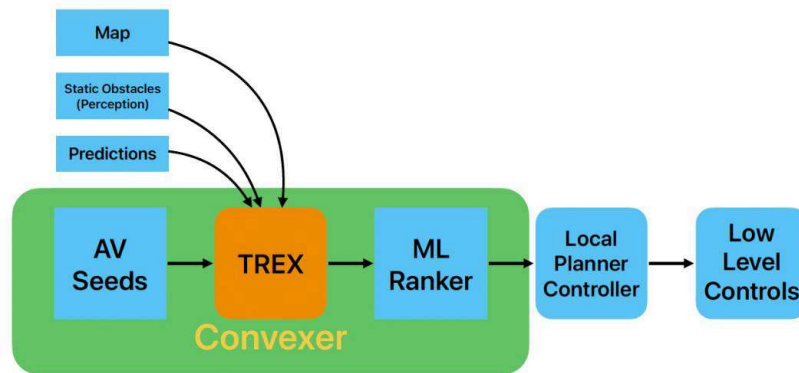 Map
Static Obstacles
(Perception)
Predictions
AV
Seeds
TREX
ML
Ranker
Local
Planner
Controller
Low
Level
Controls
Convexer